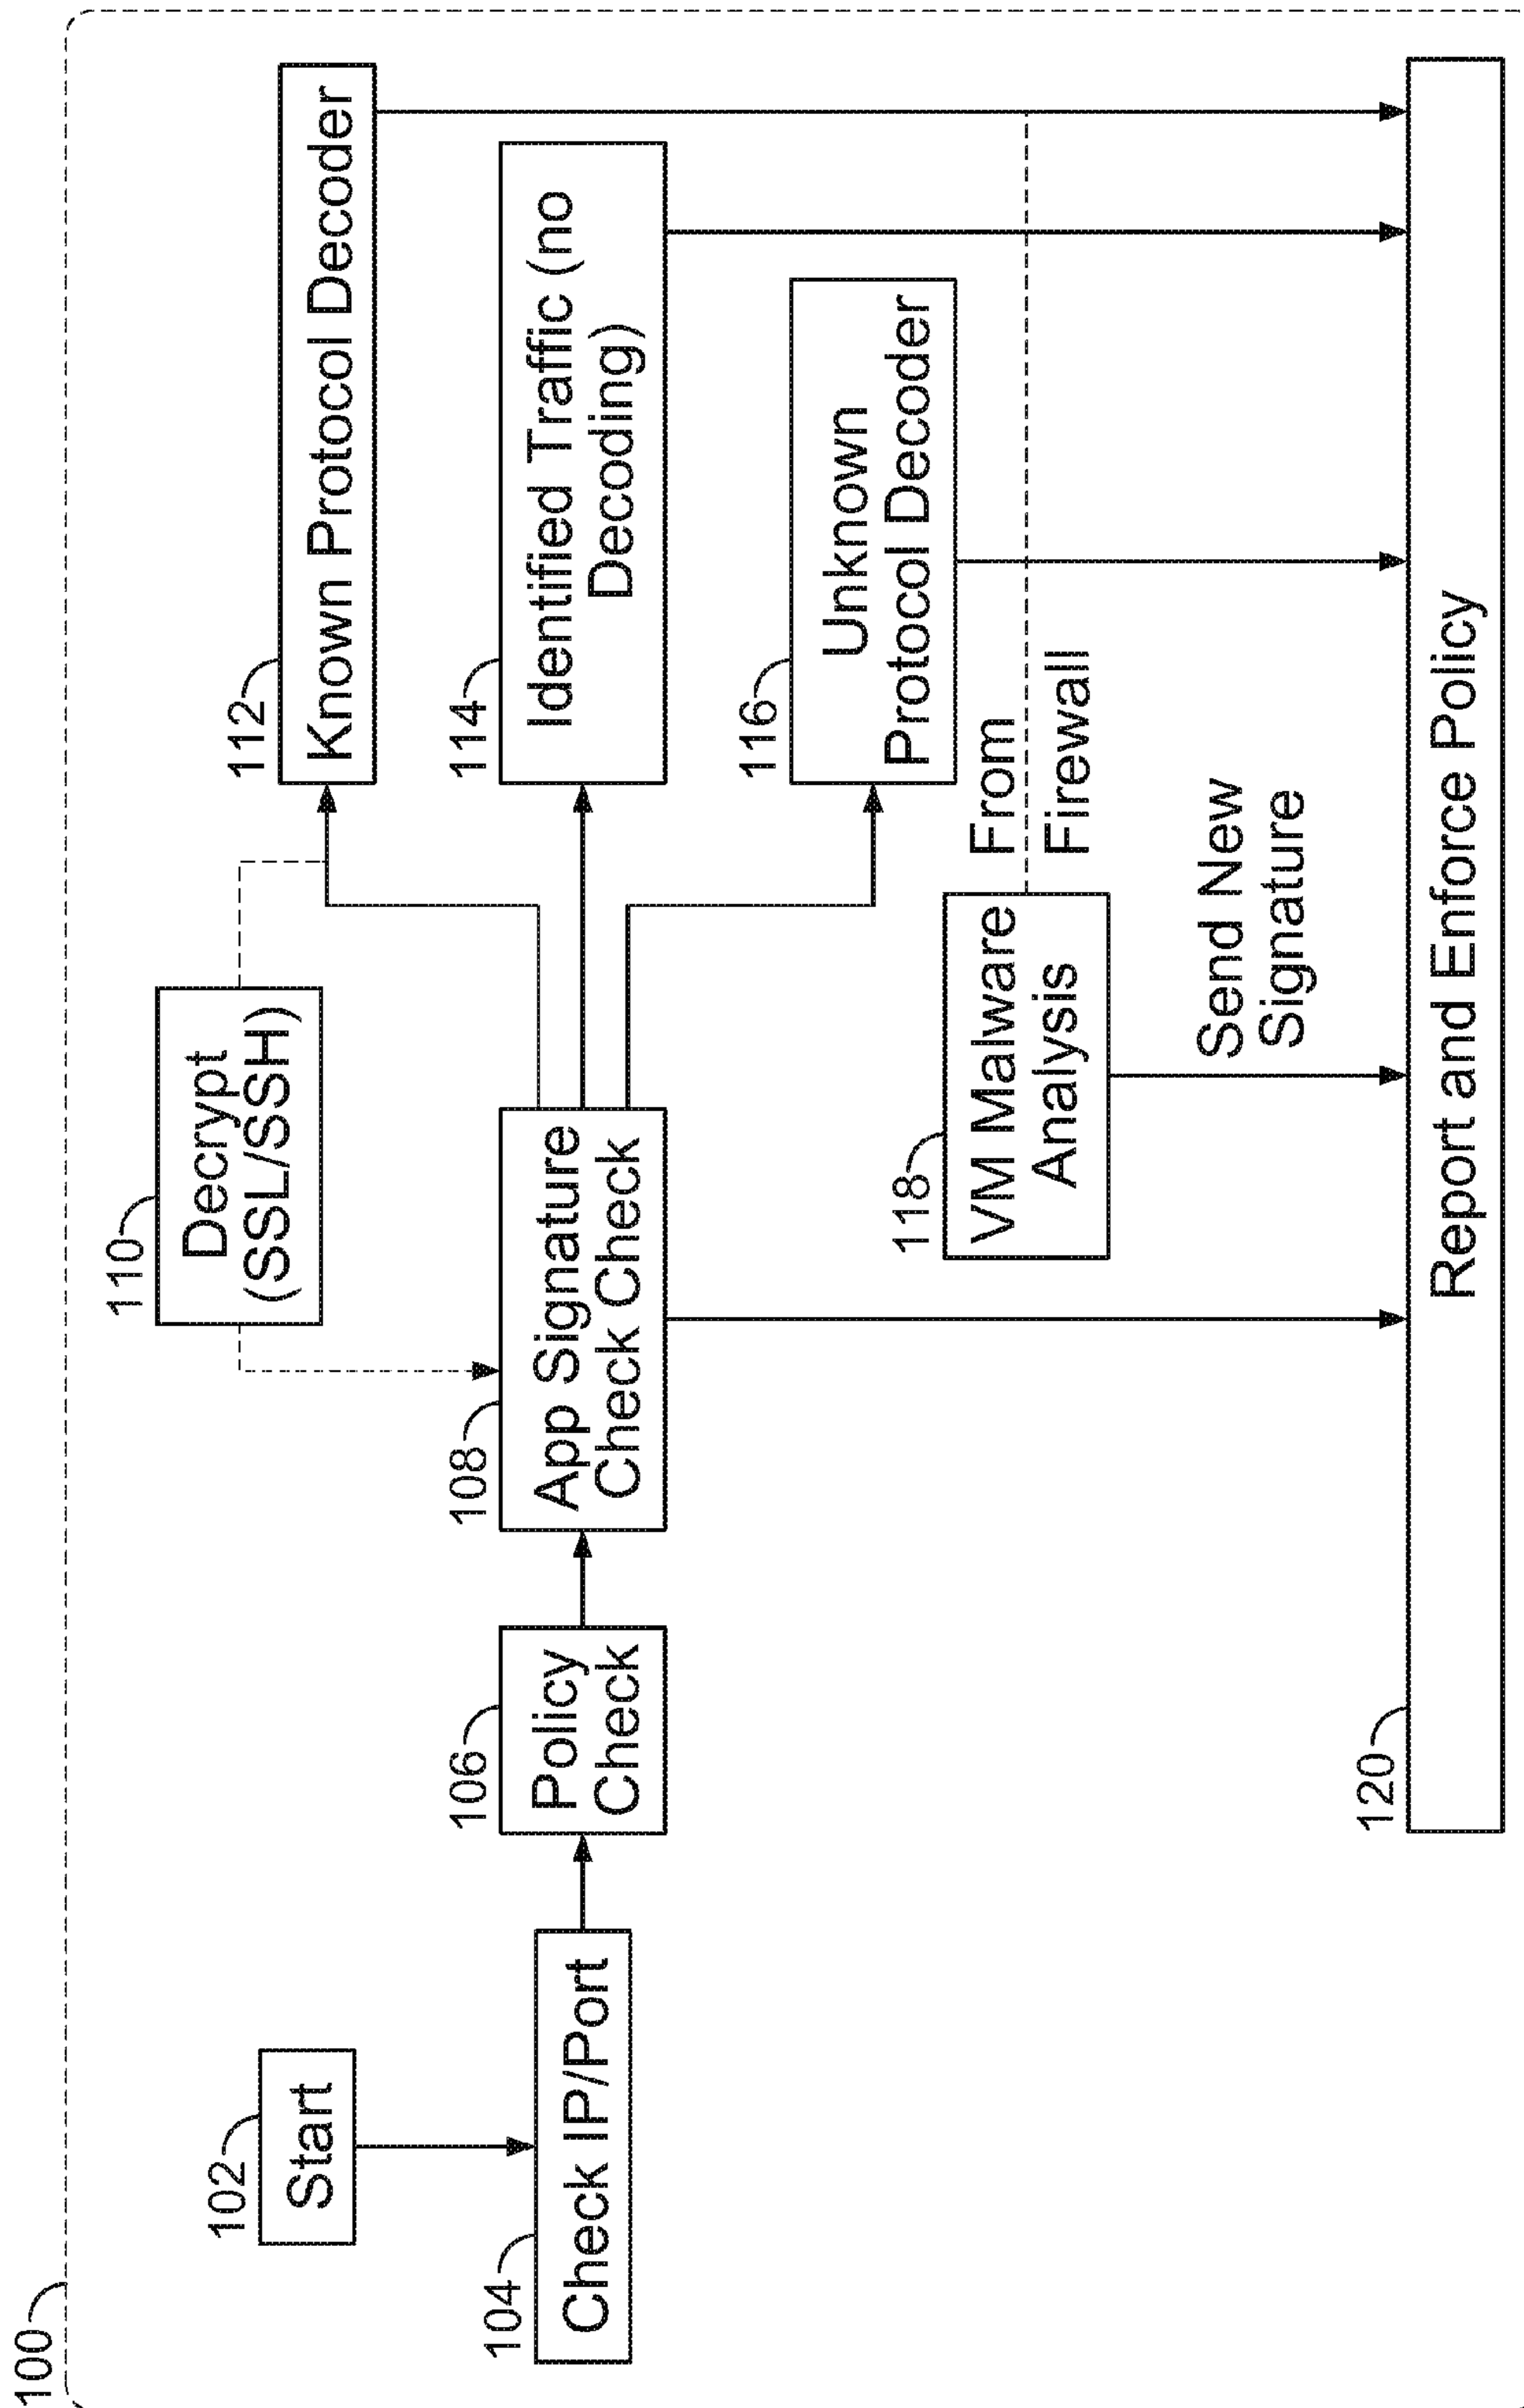 100
102
Start
104
Check IP/Port
106
Policy
Check
108
App Signature
Check Check
110
Decrypt
(SSL/SSH)
112
Known Protocol Decoder
114
Identified Traffic (no
Decoding)
116
Unknown
Protocol Decoder
118
VM Malware
Analysis
From
Firewall
Send New
Signature
120
Report and Enforce Policy